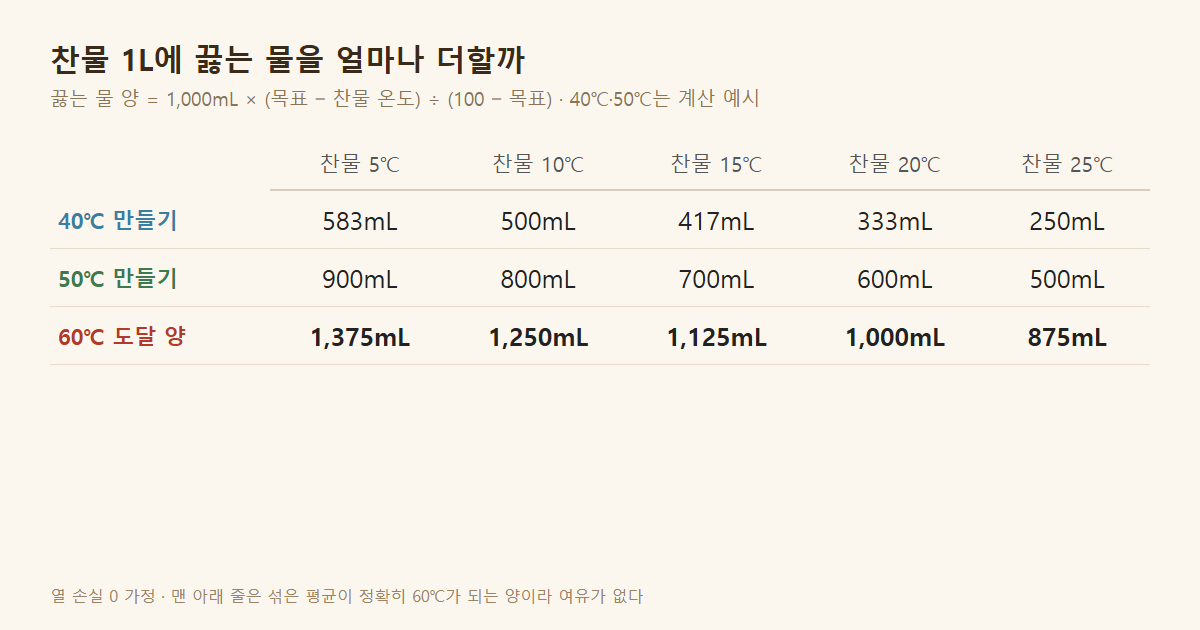 찬물 1L에 끓는 물을 얼마나 더할까
끓는 물 양 = 1,000mL × (목표 − 찬물 온도) ÷ (100 − 목표) · 40℃·50℃는 계산 예시
찬물 5℃ 찬물 10℃ 찬물 15℃ 찬물 20℃ 찬물 25℃
40℃ 만들기 583mL 500mL 417mL 333mL 250mL
50℃ 만들기 900mL 800mL 700mL 600mL 500mL
60℃ 도달 양 1,375mL 1,250mL 1,125mL 1,000mL 875mL
열 손실 0 가정 · 맨 아래 줄은 섞은 평균이 정확히 60℃가 되는 양이라 여유가 없다